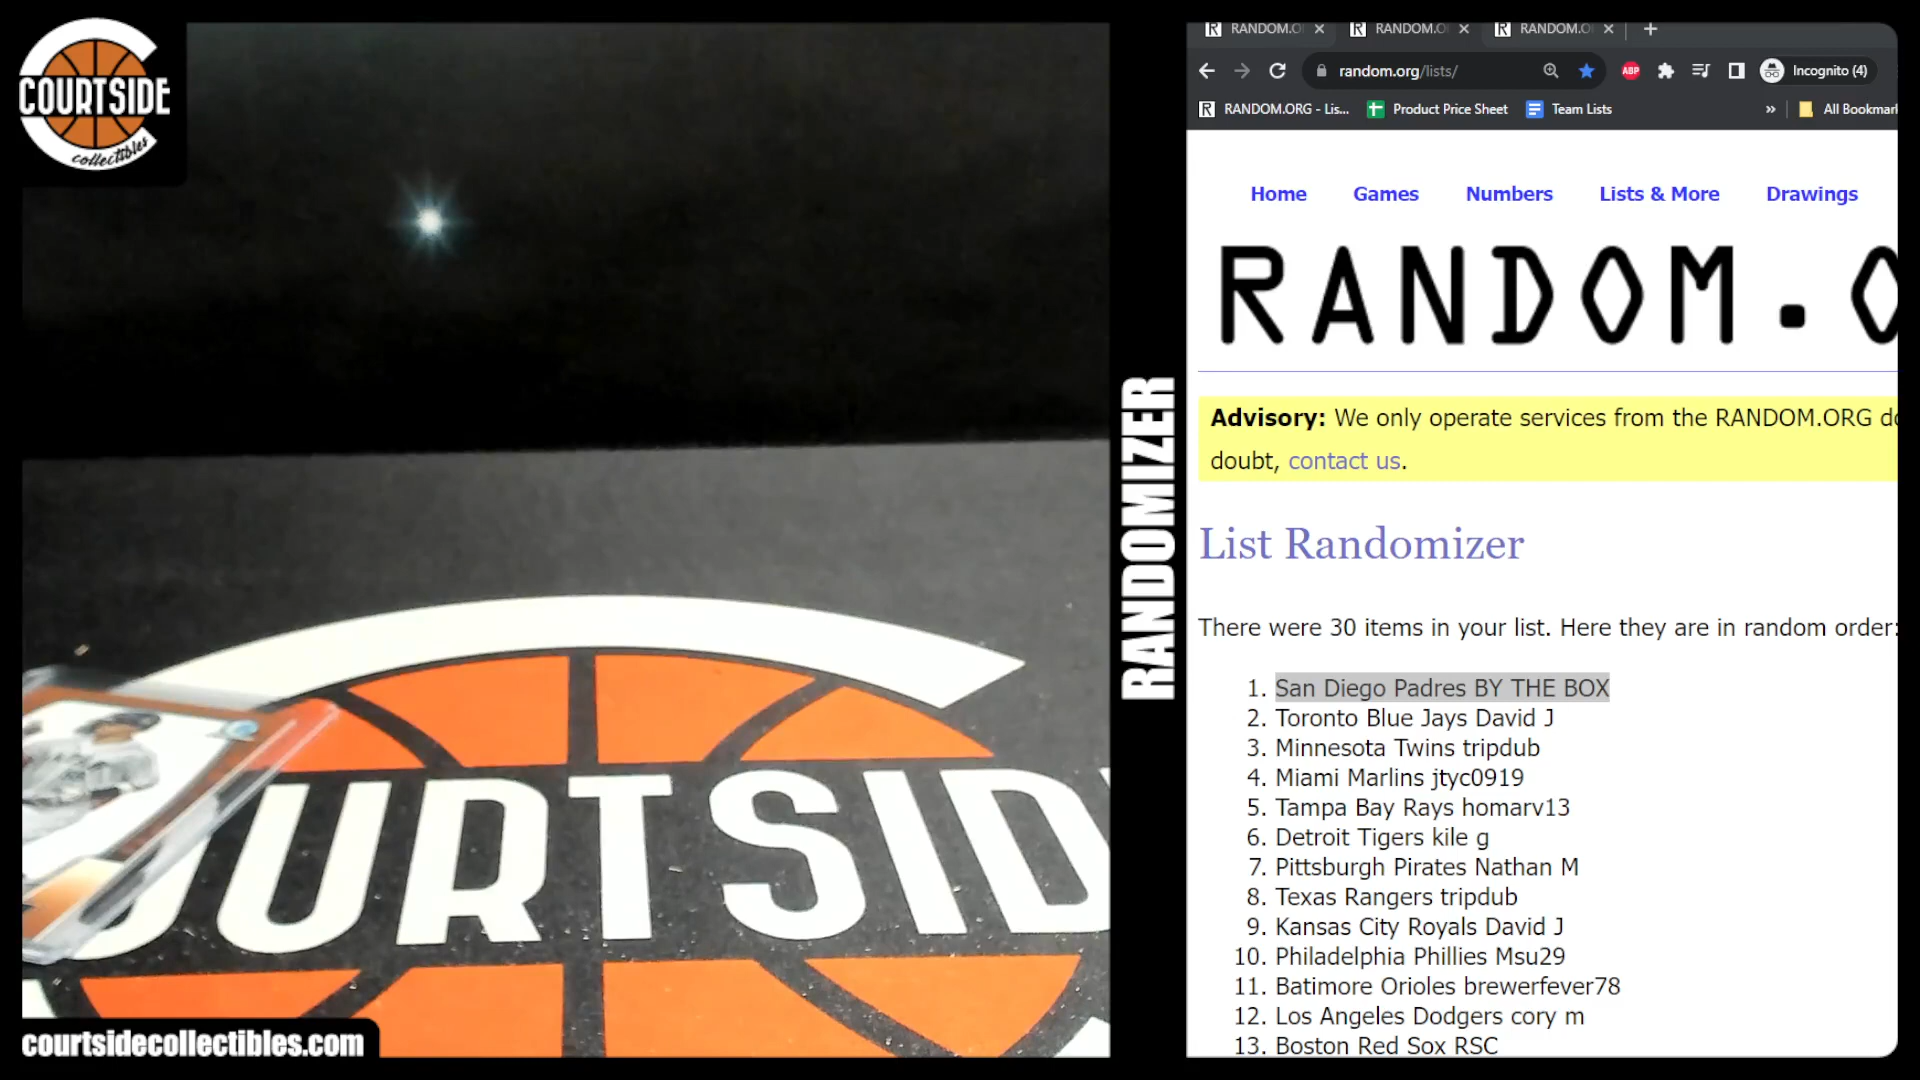 COURTSIDE
collectibles
COURTSID
courtsidecollectibles.com
RANDOMIZER
RANDOM.O
RANDOM.O
RANDOM.O
random.org/lists/
ABP
Incognito (4)
RANDOM.ORG - Lis...
Product Price Sheet
Team Lists
»
All Bookmar
Home
Games
Numbers
Lists & More
Drawings
RANDOM.O
Advisory: We only operate services from the RANDOM.ORG do
doubt, contact us.
List Randomizer
There were 30 items in your list. Here they are in random order:
1. San Diego Padres BY THE BOX
2. Toronto Blue Jays David J
3. Minnesota Twins tripdub
4. Miami Marlins jtyc0919
5. Tampa Bay Rays homarv13
6. Detroit Tigers kile g
7. Pittsburgh Pirates Nathan M
8. Texas Rangers tripdub
9. Kansas City Royals David J
10. Philadelphia Phillies Msu29
11. Batimore Orioles brewerfever78
12. Los Angeles Dodgers cory m
13. Boston Red Sox RSC